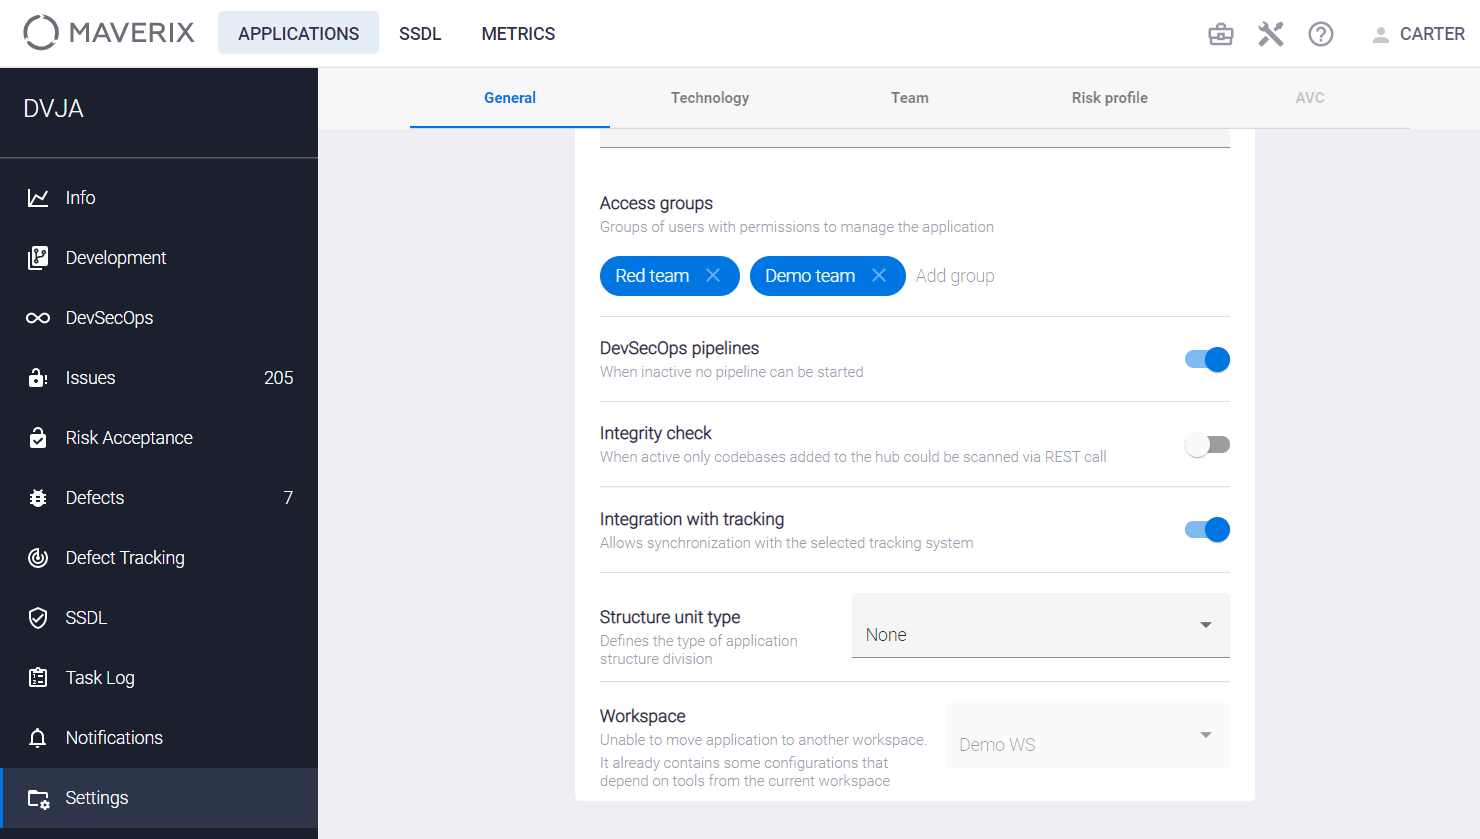 MAVERIX
APPLICATIONS
SSDL
METRICS
CARTER
DVJA
Info
Development
DevSecOps
Issues 205
Risk Acceptance
Defects 7
Defect Tracking
SSDL
Task Log
Notifications
Settings
General
Technology
Team
Risk profile
AVC
Access groups
Groups of users with permissions to manage the application
Red team
Demo team
Add group
DevSecOps pipelines
When inactive no pipeline can be started
Integrity check
When active only codebases added to the hub could be scanned via REST call
Integration with tracking
Allows synchronization with the selected tracking system
Structure unit type
Defines the type of application
structure division
None
Workspace
Unable to move application to another workspace.
It already contains some configurations that
depend on tools from the current workspace
Demo WS